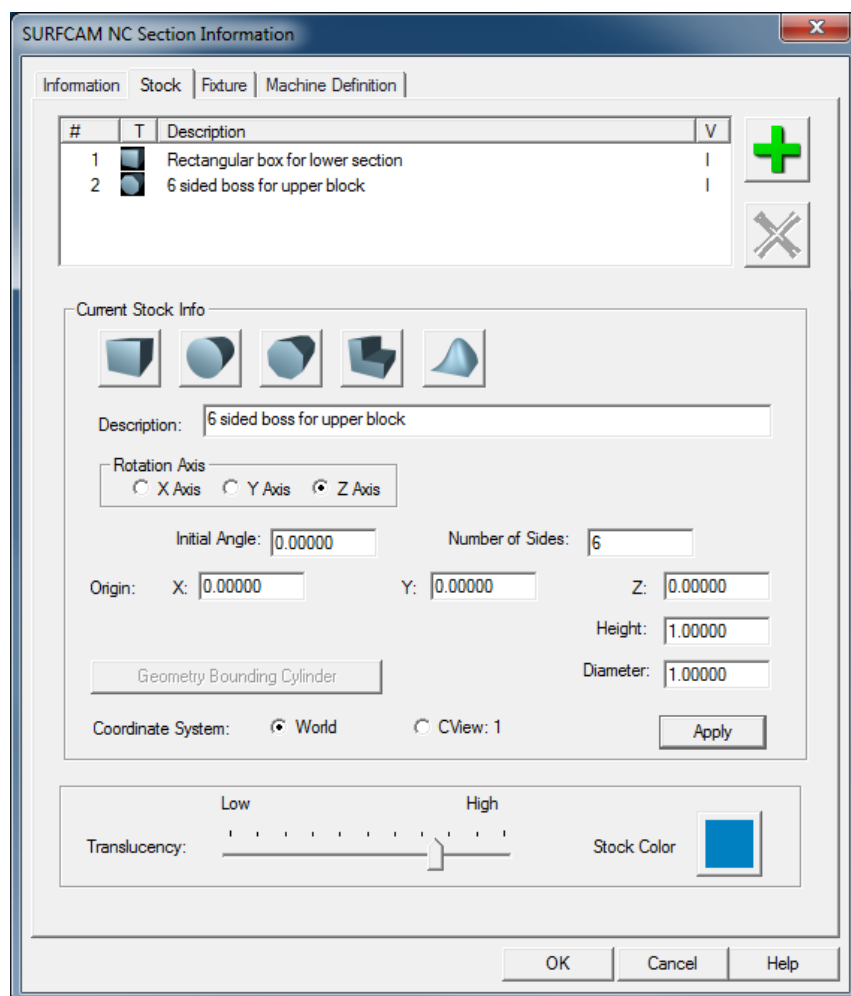 SURFCAM NC Section Information
Information Stock Fixture Machine Definition
# T Description V
1 Rectangular box for lower section I
2 6 sided boss for upper block I
Current Stock Info
Description: 6 sided boss for upper block
Rotation Axis
X Axis Y Axis Z Axis
Initial Angle: 0.00000 Number of Sides: 6
Origin: X: 0.00000 Y: 0.00000 Z: 0.00000
Height: 1.00000
Geometry Bounding Cylinder Diameter: 1.00000
Coordinate System: World CView: 1 Apply
Low High
Translucency: Stock Color
OK Cancel Help